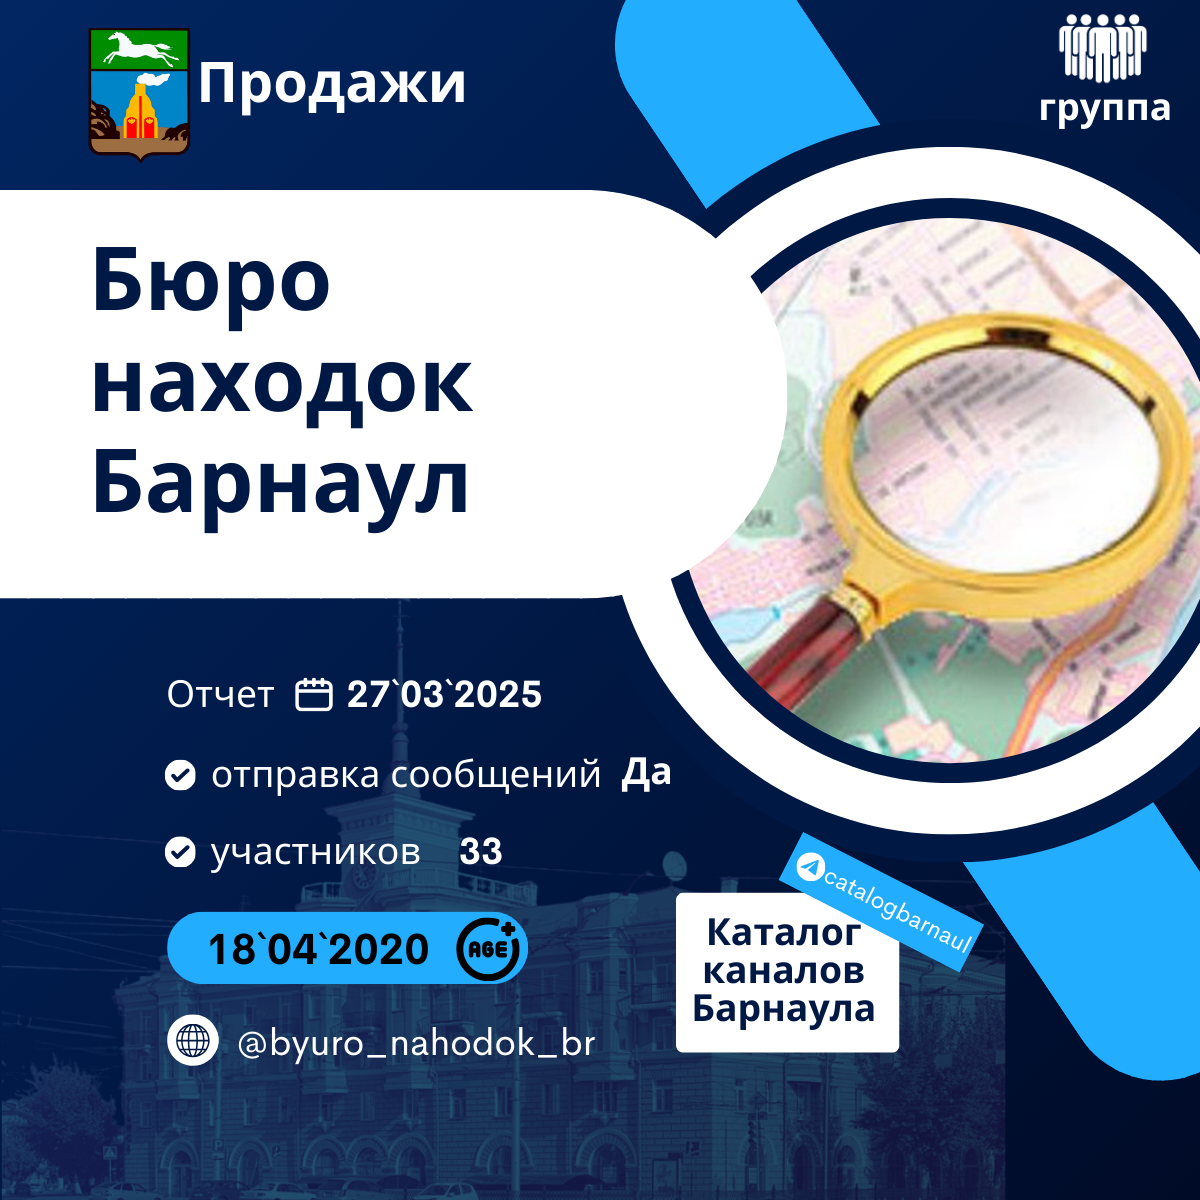 Продажи
группа
Бюро
находок
Барнаул
Отчет 27`03`2025
отправка сообщений Да
участников 33
18`04`2020 AGE+
@byuro_nahodok_br
catalogbarnaul
Каталог
каналов
Барнаула